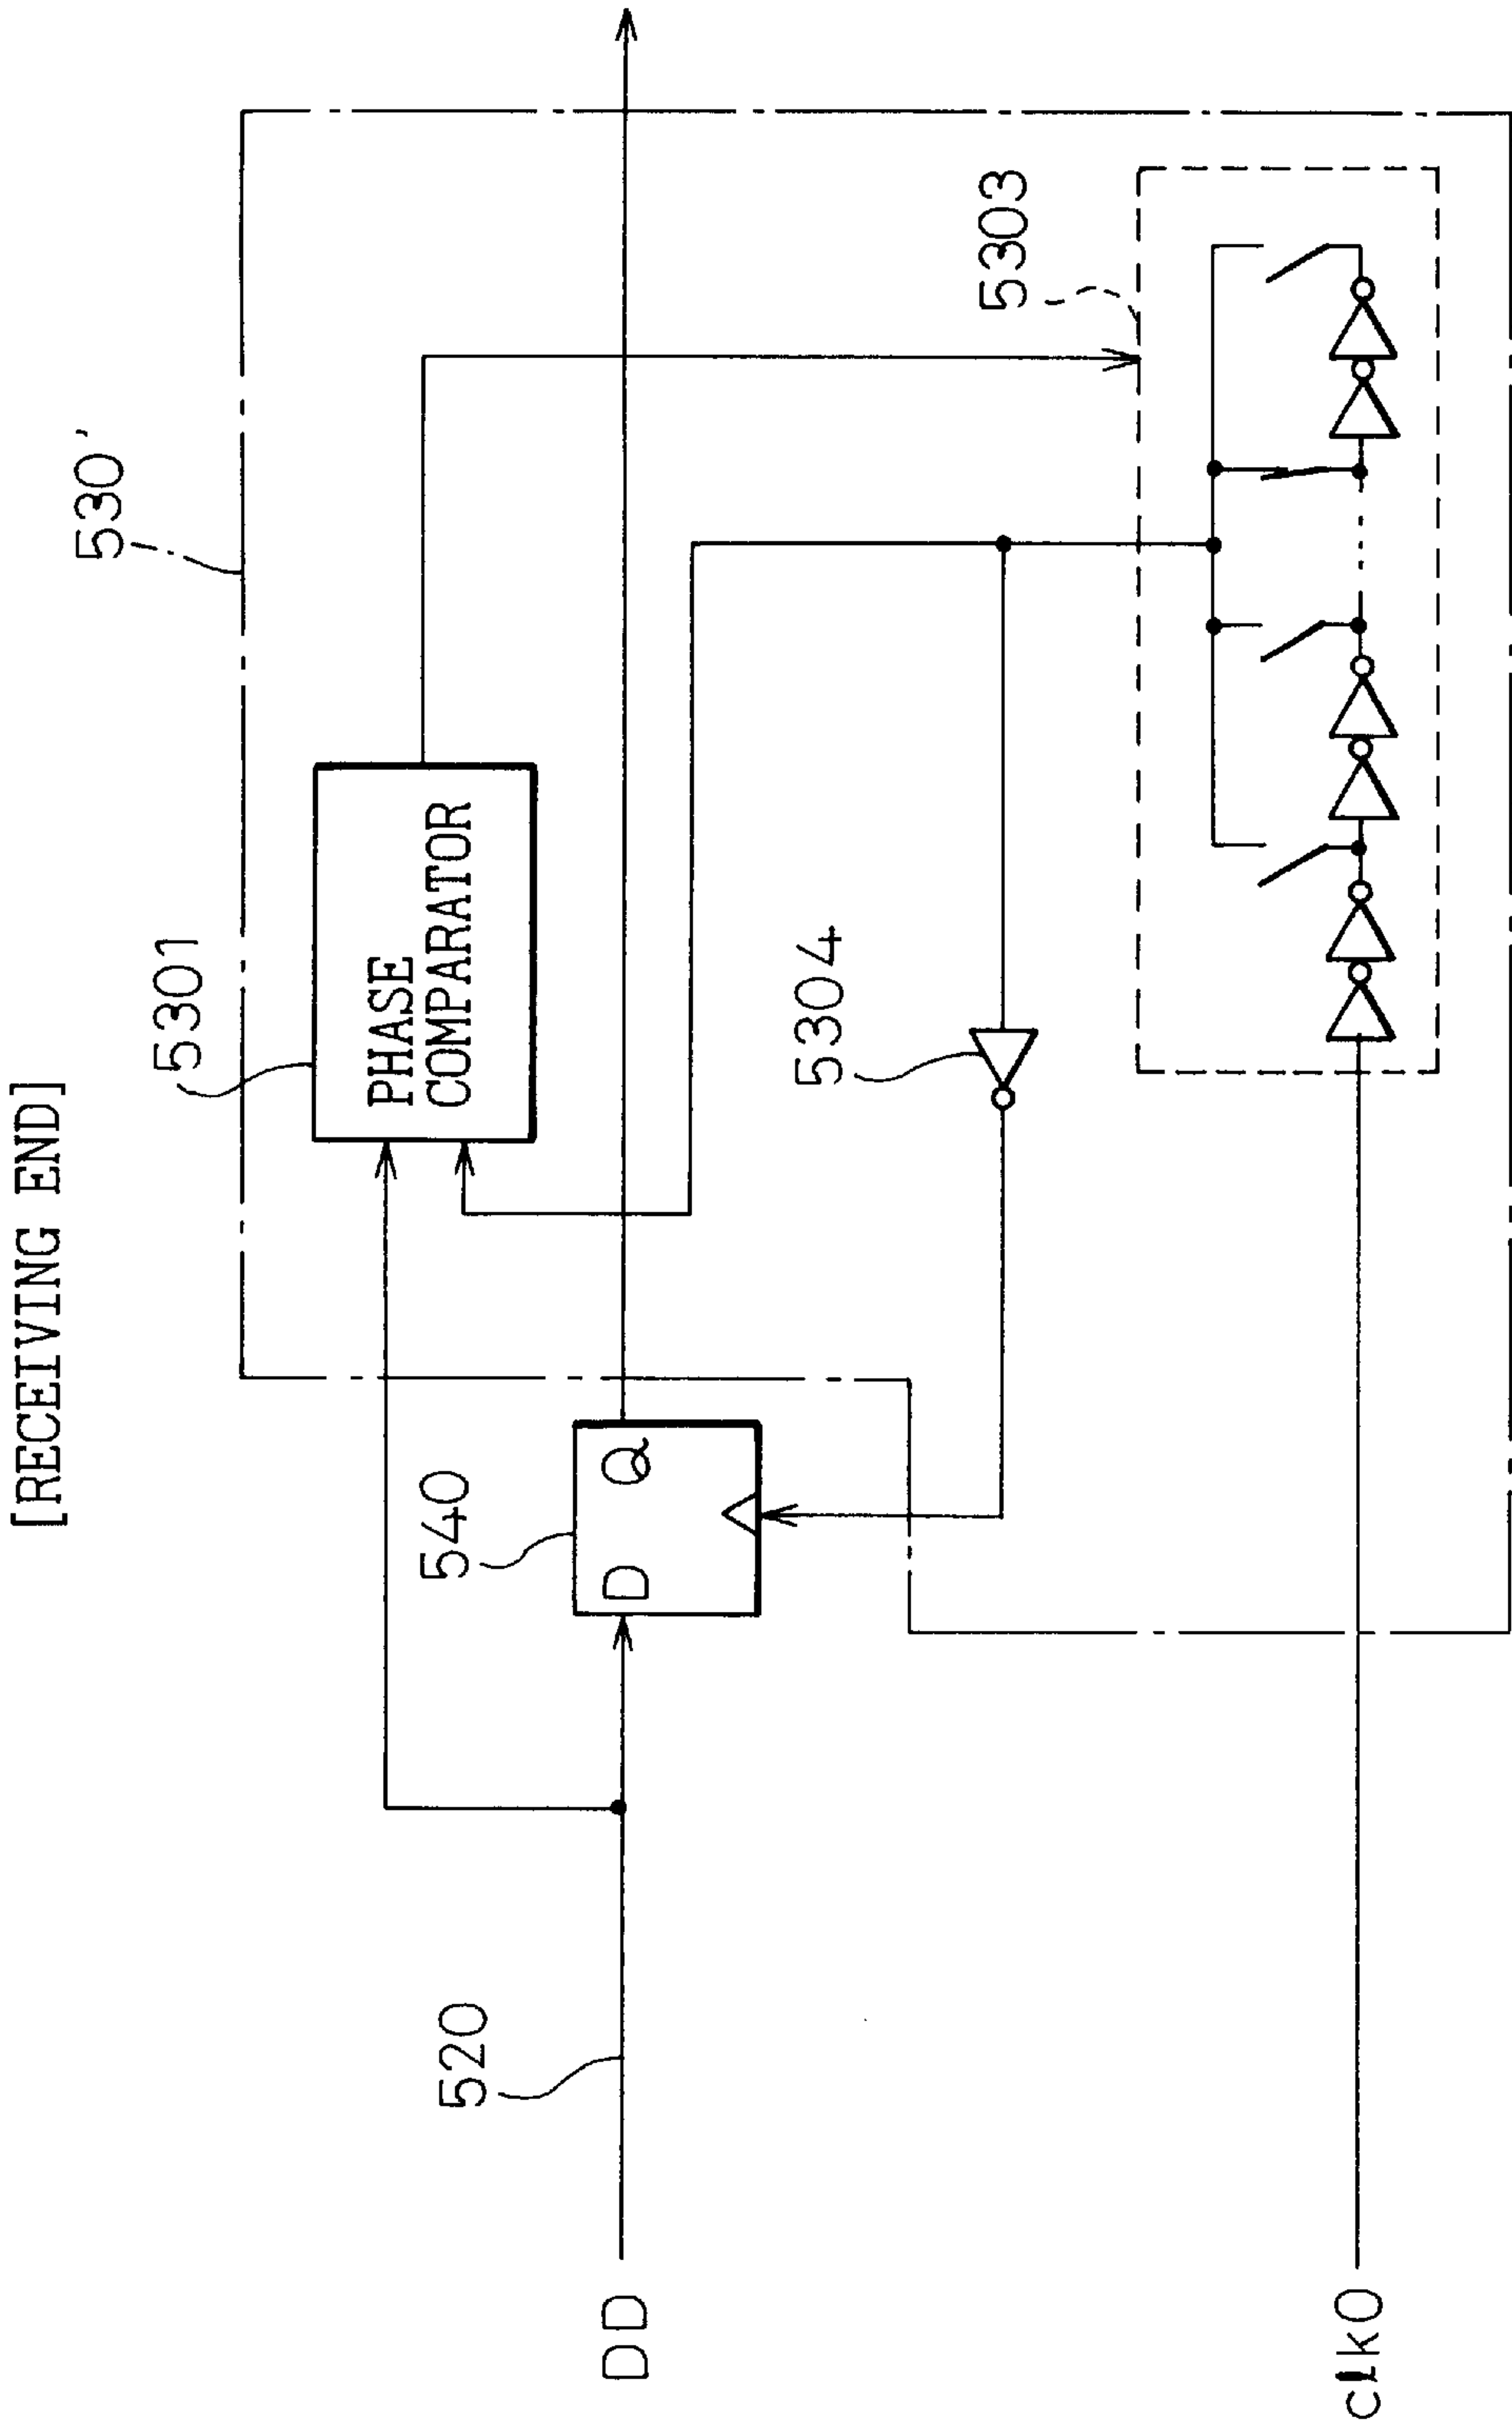 [RECEIVING END]
530'
5301
PHASE
COMPARATOR
540
D Q
520
DD
5304
5303
clk0